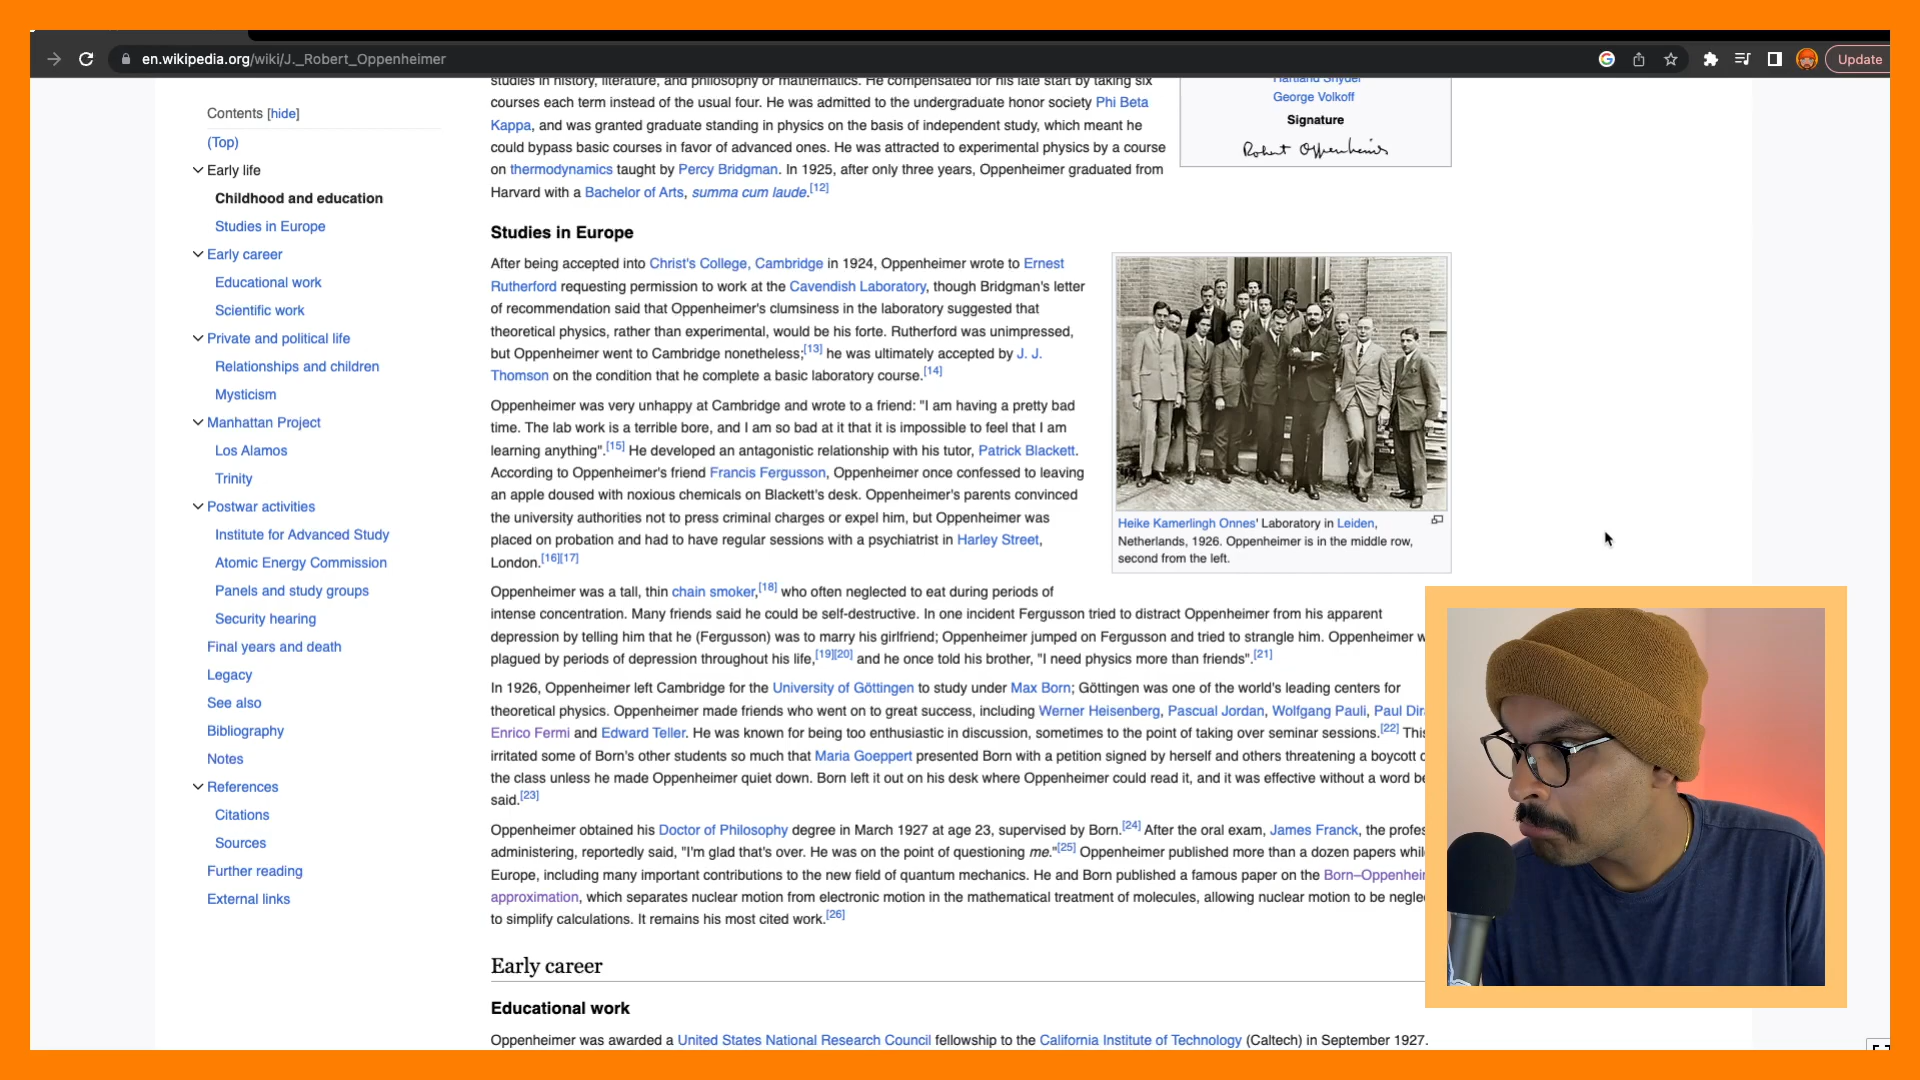 en.wikipedia.org/wiki/J._Robert_Oppenheimer
Update
Contents [hide]
(Top)
Early life
Childhood and education
Studies in Europe
Early career
Educational work
Scientific work
Private and political life
Relationships and children
Mysticism
Manhattan Project
Los Alamos
Trinity
Postwar activities
Institute for Advanced Study
Atomic Energy Commission
Panels and study groups
Security hearing
Final years and death
Legacy
See also
Bibliography
Notes
References
Citations
Sources
Further reading
External links
studies in history, literature, and philosophy or mathematics. He compensated for his late start by taking six
courses each term instead of the usual four. He was admitted to the undergraduate honor society Phi Beta
Kappa, and was granted graduate standing in physics on the basis of independent study, which meant he
could bypass basic courses in favor of advanced ones. He was attracted to experimental physics by a course
on thermodynamics taught by Percy Bridgman. In 1925, after only three years, Oppenheimer graduated from
Harvard with a Bachelor of Arts, summa cum laude.[12]
Hartland Snyder
George Volkoff
Signature
Robert Oppenheimer
Studies in Europe
After being accepted into Christ's College, Cambridge in 1924, Oppenheimer wrote to Ernest
Rutherford requesting permission to work at the Cavendish Laboratory, though Bridgman's letter
of recommendation said that Oppenheimer's clumsiness in the laboratory suggested that
theoretical physics, rather than experimental, would be his forte. Rutherford was unimpressed,
but Oppenheimer went to Cambridge nonetheless;[13] he was ultimately accepted by J. J.
Thomson on the condition that he complete a basic laboratory course.[14]
Oppenheimer was very unhappy at Cambridge and wrote to a friend: "I am having a pretty bad
time. The lab work is a terrible bore, and I am so bad at it that it is impossible to feel that I am
learning anything".[15] He developed an antagonistic relationship with his tutor, Patrick Blackett.
According to Oppenheimer's friend Francis Fergusson, Oppenheimer once confessed to leaving
an apple doused with noxious chemicals on Blackett's desk. Oppenheimer's parents convinced
the university authorities not to press criminal charges or expel him, but Oppenheimer was
placed on probation and had to have regular sessions with a psychiatrist in Harley Street,
London.[16][17]
Heike Kamerlingh Onnes' Laboratory in Leiden,
Netherlands, 1926. Oppenheimer is in the middle row,
second from the left.
Oppenheimer was a tall, thin chain smoker,[18] who often neglected to eat during periods of
intense concentration. Many friends said he could be self-destructive. In one incident Fergusson tried to distract Oppenheimer from his apparent
depression by telling him that he (Fergusson) was to marry his girlfriend; Oppenheimer jumped on Fergusson and tried to strangle him. Oppenheimer w
plagued by periods of depression throughout his life,[19][20] and he once told his brother, "I need physics more than friends".[21]
In 1926, Oppenheimer left Cambridge for the University of Göttingen to study under Max Born; Göttingen was one of the world's leading centers for
theoretical physics. Oppenheimer made friends who went on to great success, including Werner Heisenberg, Pascual Jordan, Wolfgang Pauli, Paul Dir
Enrico Fermi and Edward Teller. He was known for being too enthusiastic in discussion, sometimes to the point of taking over seminar sessions.[22] This
irritated some of Born's other students so much that Maria Goeppert presented Born with a petition signed by herself and others threatening a boycott o
the class unless he made Oppenheimer quiet down. Born left it out on his desk where Oppenheimer could read it, and it was effective without a word be
said.[23]
Oppenheimer obtained his Doctor of Philosophy degree in March 1927 at age 23, supervised by Born.[24] After the oral exam, James Franck, the profes
administering, reportedly said, "I'm glad that's over. He was on the point of questioning me."[25] Oppenheimer published more than a dozen papers whil
Europe, including many important contributions to the new field of quantum mechanics. He and Born published a famous paper on the Born–Oppenhei
approximation, which separates nuclear motion from electronic motion in the mathematical treatment of molecules, allowing nuclear motion to be negle
to simplify calculations. It remains his most cited work.[26]
Early career
Educational work
Oppenheimer was awarded a United States National Research Council fellowship to the California Institute of Technology (Caltech) in September 1927.